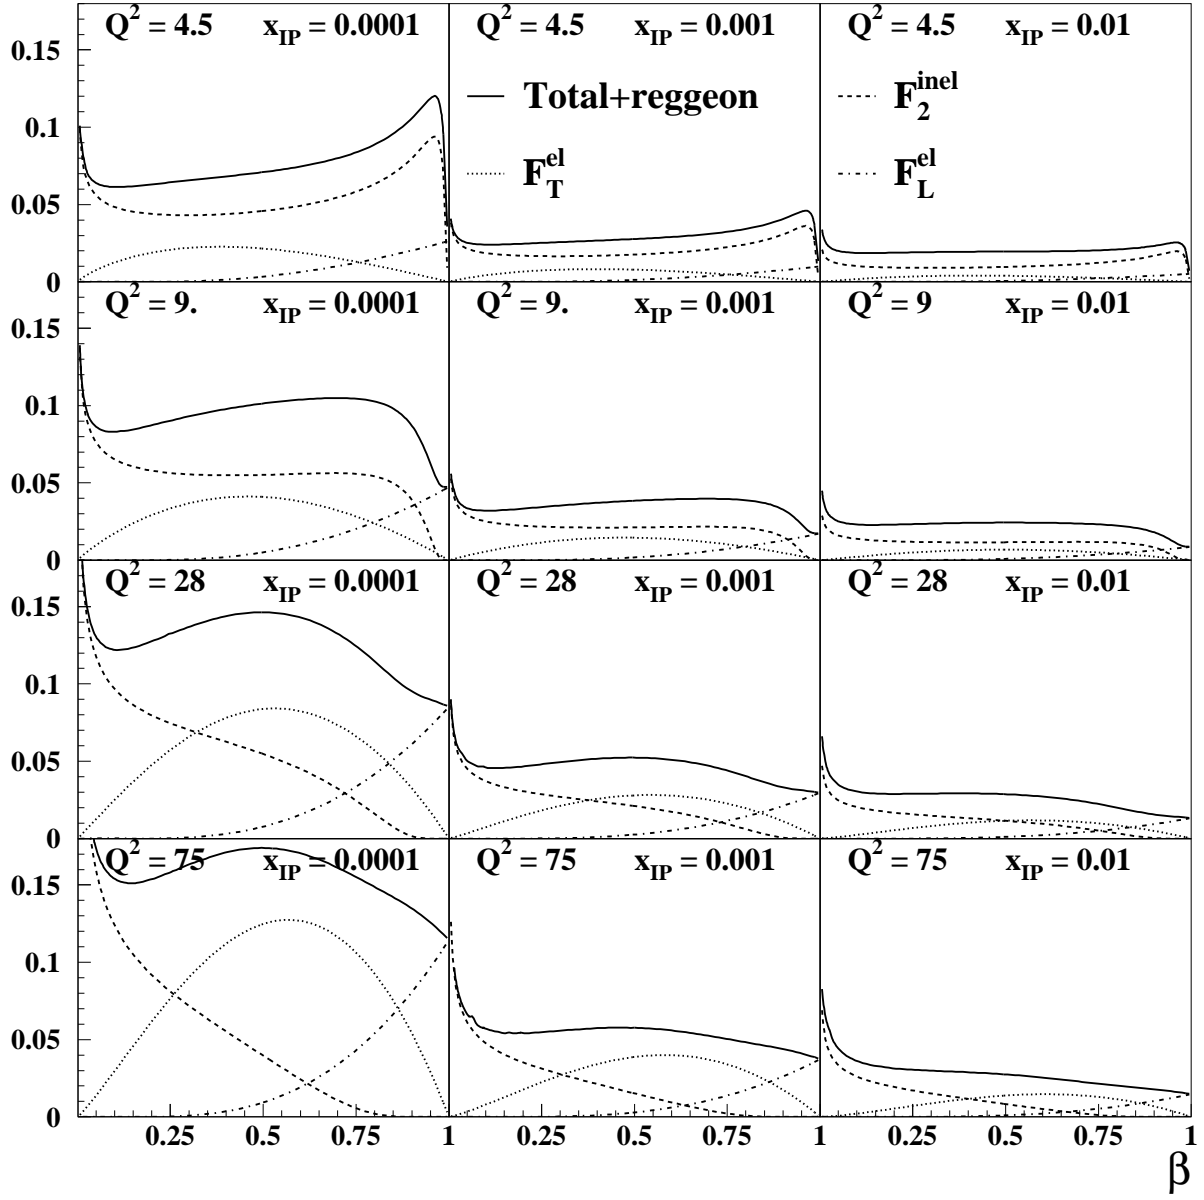 Q² = 4.5 x_IP = 0.0001 Q² = 4.5 x_IP = 0.001 Q² = 4.5 x_IP = 0.01
0.15
Total+reggeon F₂^inel
0.1
F_T^el F_L^el
0.05
0
Q² = 9. x_IP = 0.0001 Q² = 9. x_IP = 0.001 Q² = 9 x_IP = 0.01
0.15
0.1
0.05
0
Q² = 28 x_IP = 0.0001 Q² = 28 x_IP = 0.001 Q² = 28 x_IP = 0.01
0.15
0.1
0.05
0
Q² = 75 x_IP = 0.0001 Q² = 75 x_IP = 0.001 Q² = 75 x_IP = 0.01
0.15
0.1
0.05
0
0.25 0.5 0.75 1 0.25 0.5 0.75 1 0.25 0.5 0.75 1
β